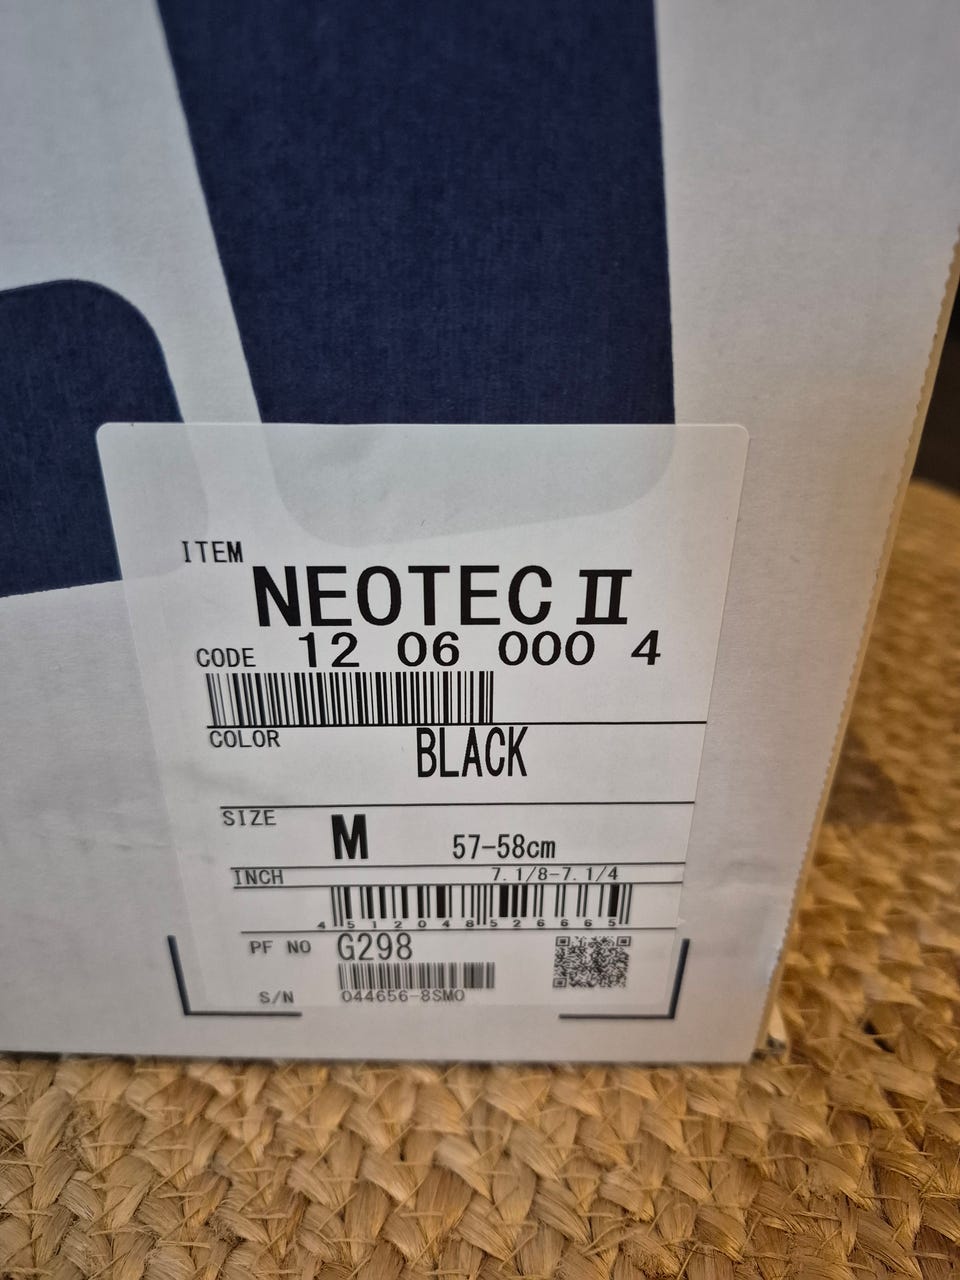 ITEM
NEOTEC Ⅱ
CODE 12 06 000 4
COLOR BLACK
SIZE M 57-58cm
INCH 7.1/8-7.1/4
4 512048 526665
PF NO G298
S/N 044656-8SM0